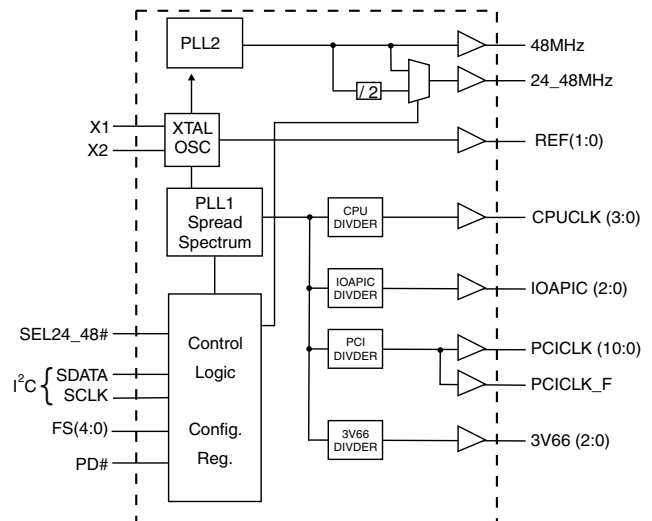 PLL2
48MHz
/ 2
24_48MHz
X1
X2
XTAL
OSC
REF(1:0)
PLL1
Spread
Spectrum
CPU
DIVDER
CPUCLK (3:0)
IOAPIC
DIVDER
IOAPIC (2:0)
SEL24_48#
Control
Logic
PCI
DIVDER
PCICLK (10:0)
I²C
SDATA
SCLK
PCICLK_F
FS(4:0)
Config.
Reg.
3V66
DIVDER
3V66 (2:0)
PD#